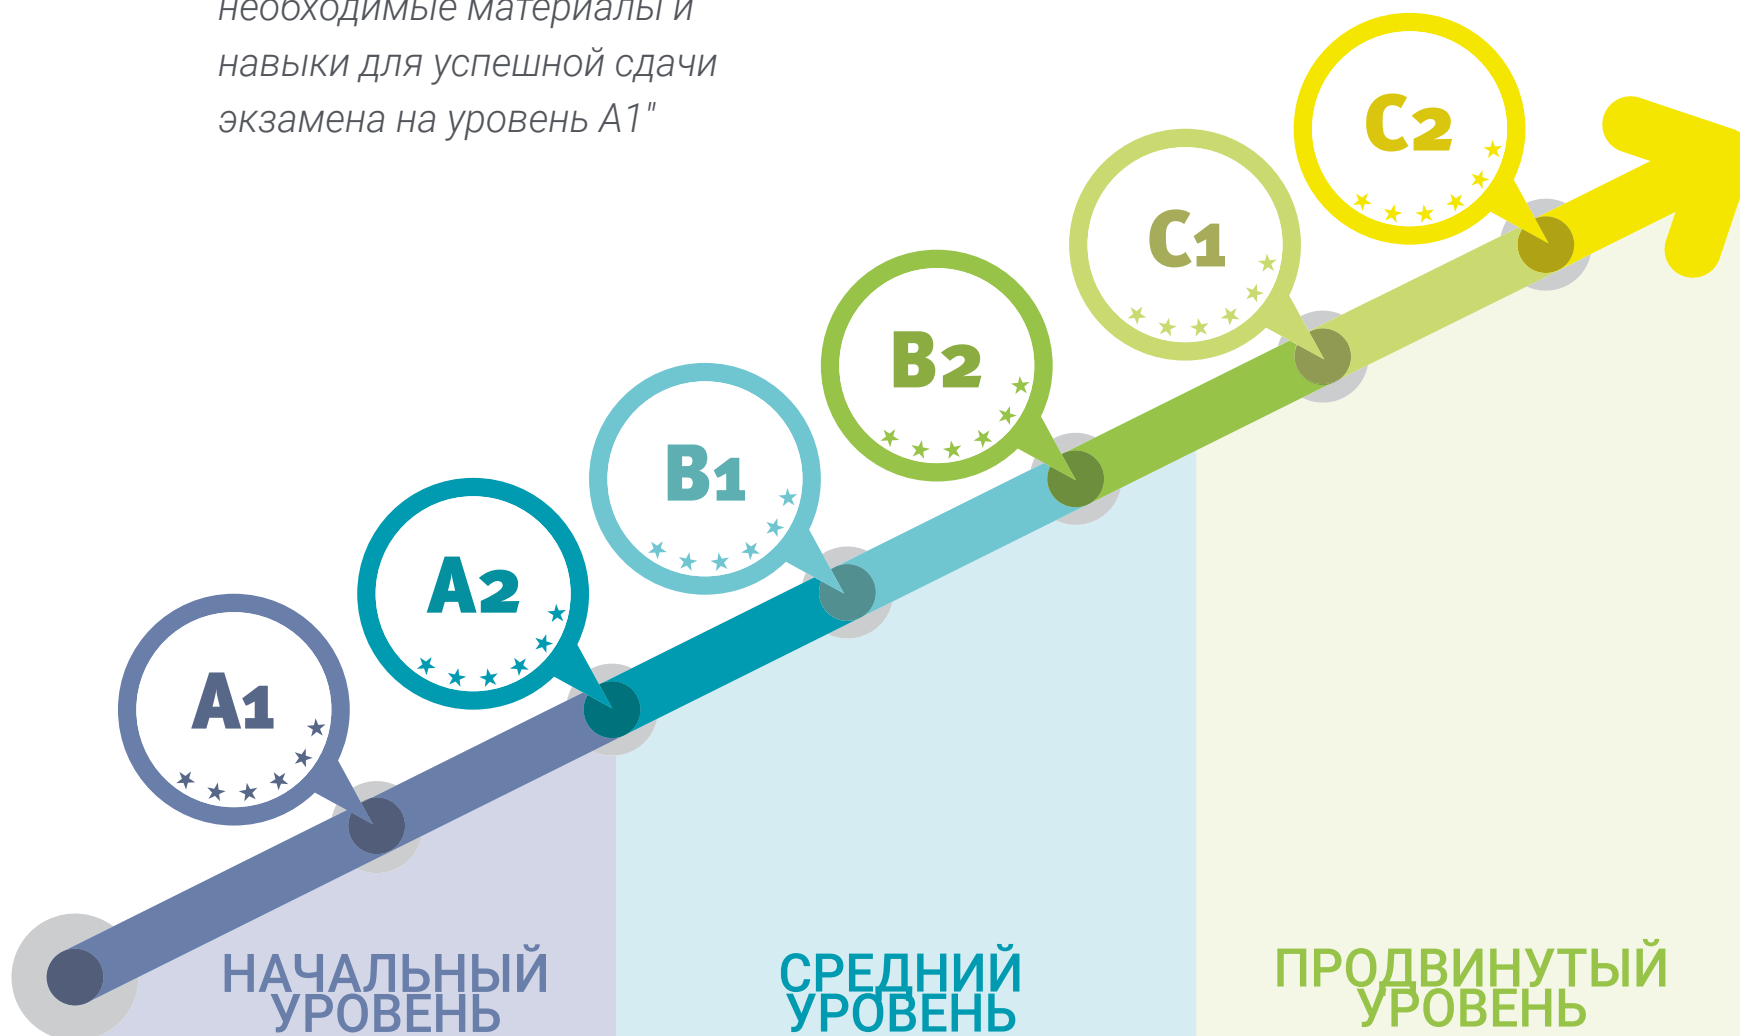 необходимые материалы и
навыки для успешной сдачи
экзамена на уровень А1"
C2
C1
B2
B1
A2
A1
НАЧАЛЬНЫЙ
УРОВЕНЬ
СРЕДНИЙ
УРОВЕНЬ
ПРОДВИНУТЫЙ
УРОВЕНЬ